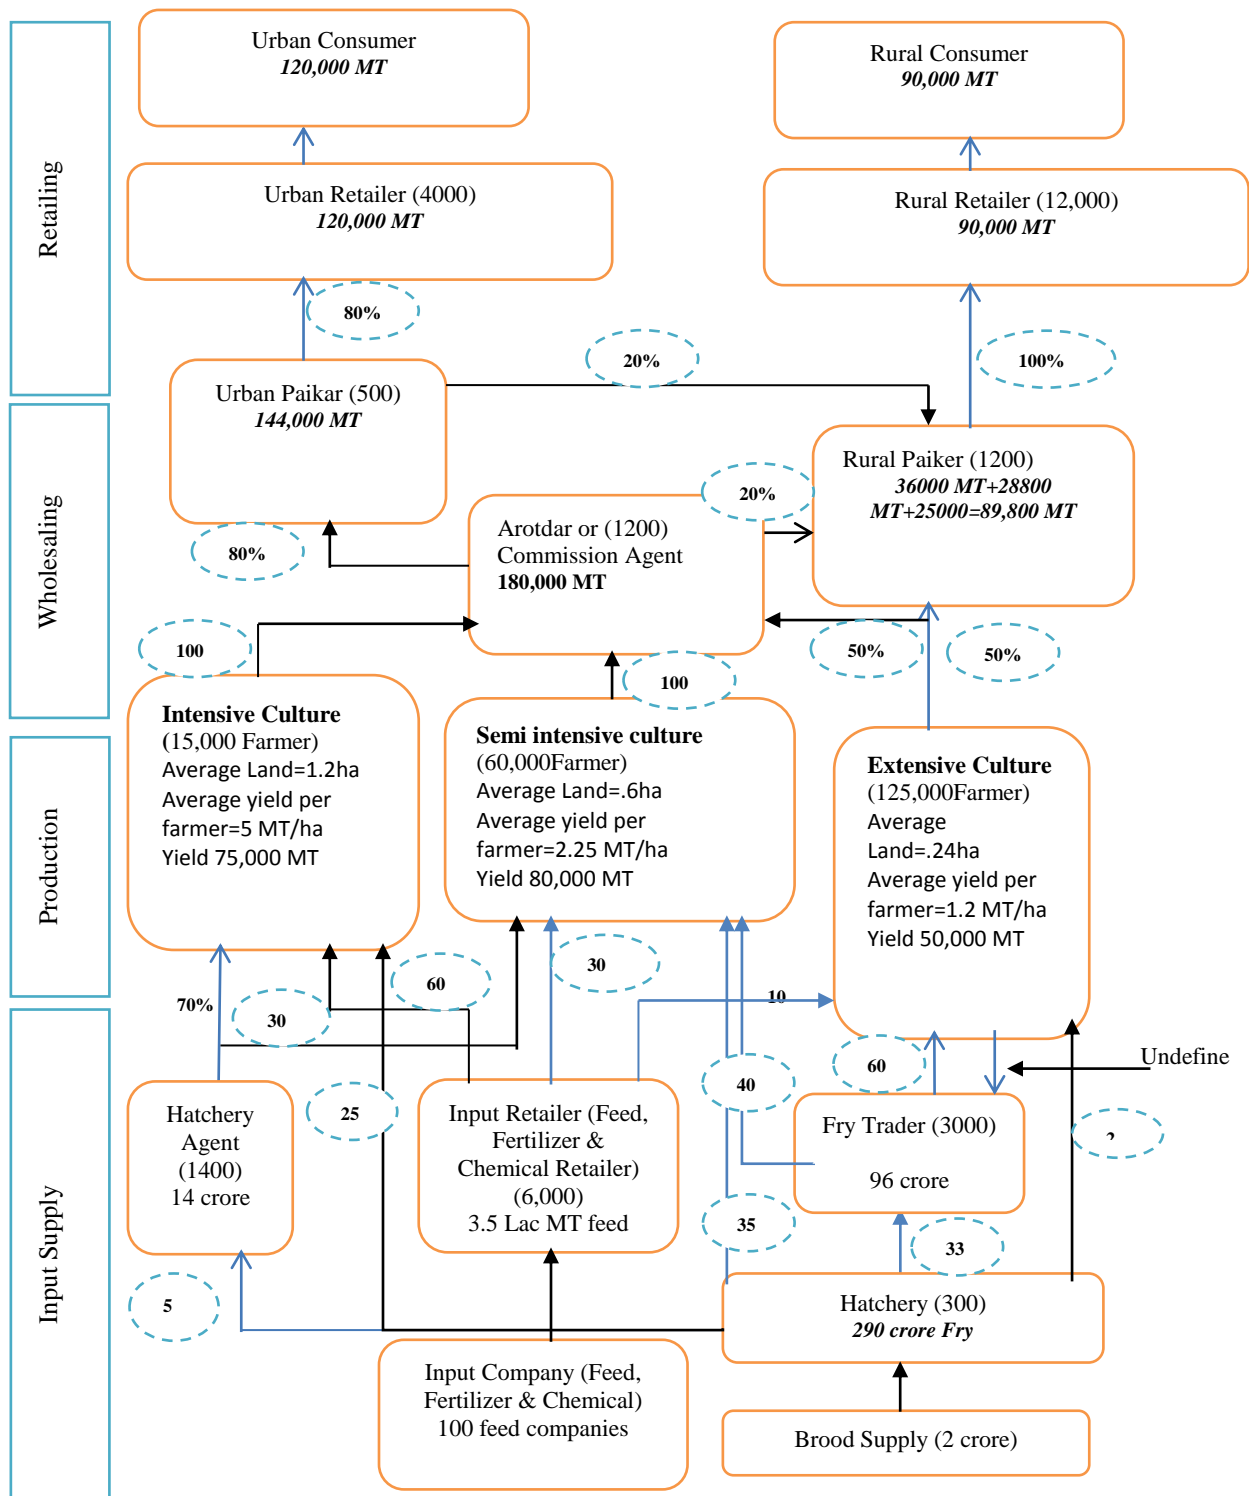 Urban Consumer
120,000 MT
Rural Consumer
90,000 MT
Retailing
Urban Retailer (4000)
120,000 MT
Rural Retailer (12,000)
90,000 MT
80%
20%
100%
Urban Paikar (500)
144,000 MT
Wholesaling
Rural Paiker (1200)
36000 MT+28800
MT+25000=89,800 MT
20%
Arotdar or (1200)
Commission Agent
180,000 MT
80%
100
50%
50%
100
Production
Intensive Culture
(15,000 Farmer)
Average Land=1.2ha
Average yield per
farmer=5 MT/ha
Yield 75,000 MT
Semi intensive culture
(60,000Farmer)
Average Land=.6ha
Average yield per
farmer=2.25 MT/ha
Yield 80,000 MT
Extensive Culture
(125,000Farmer)
Average
Land=.24ha
Average yield per
farmer=1.2 MT/ha
Yield 50,000 MT
70%
30
60
30
10
Input Supply
60
Undefine
40
25
Hatchery
Agent
(1400)
14 crore
Input Retailer (Feed,
Fertilizer &
Chemical Retailer)
(6,000)
3.5 Lac MT feed
Fry Trader (3000)
96 crore
35
33
5
Hatchery (300)
290 crore Fry
Input Company (Feed,
Fertilizer & Chemical)
100 feed companies
Brood Supply (2 crore)